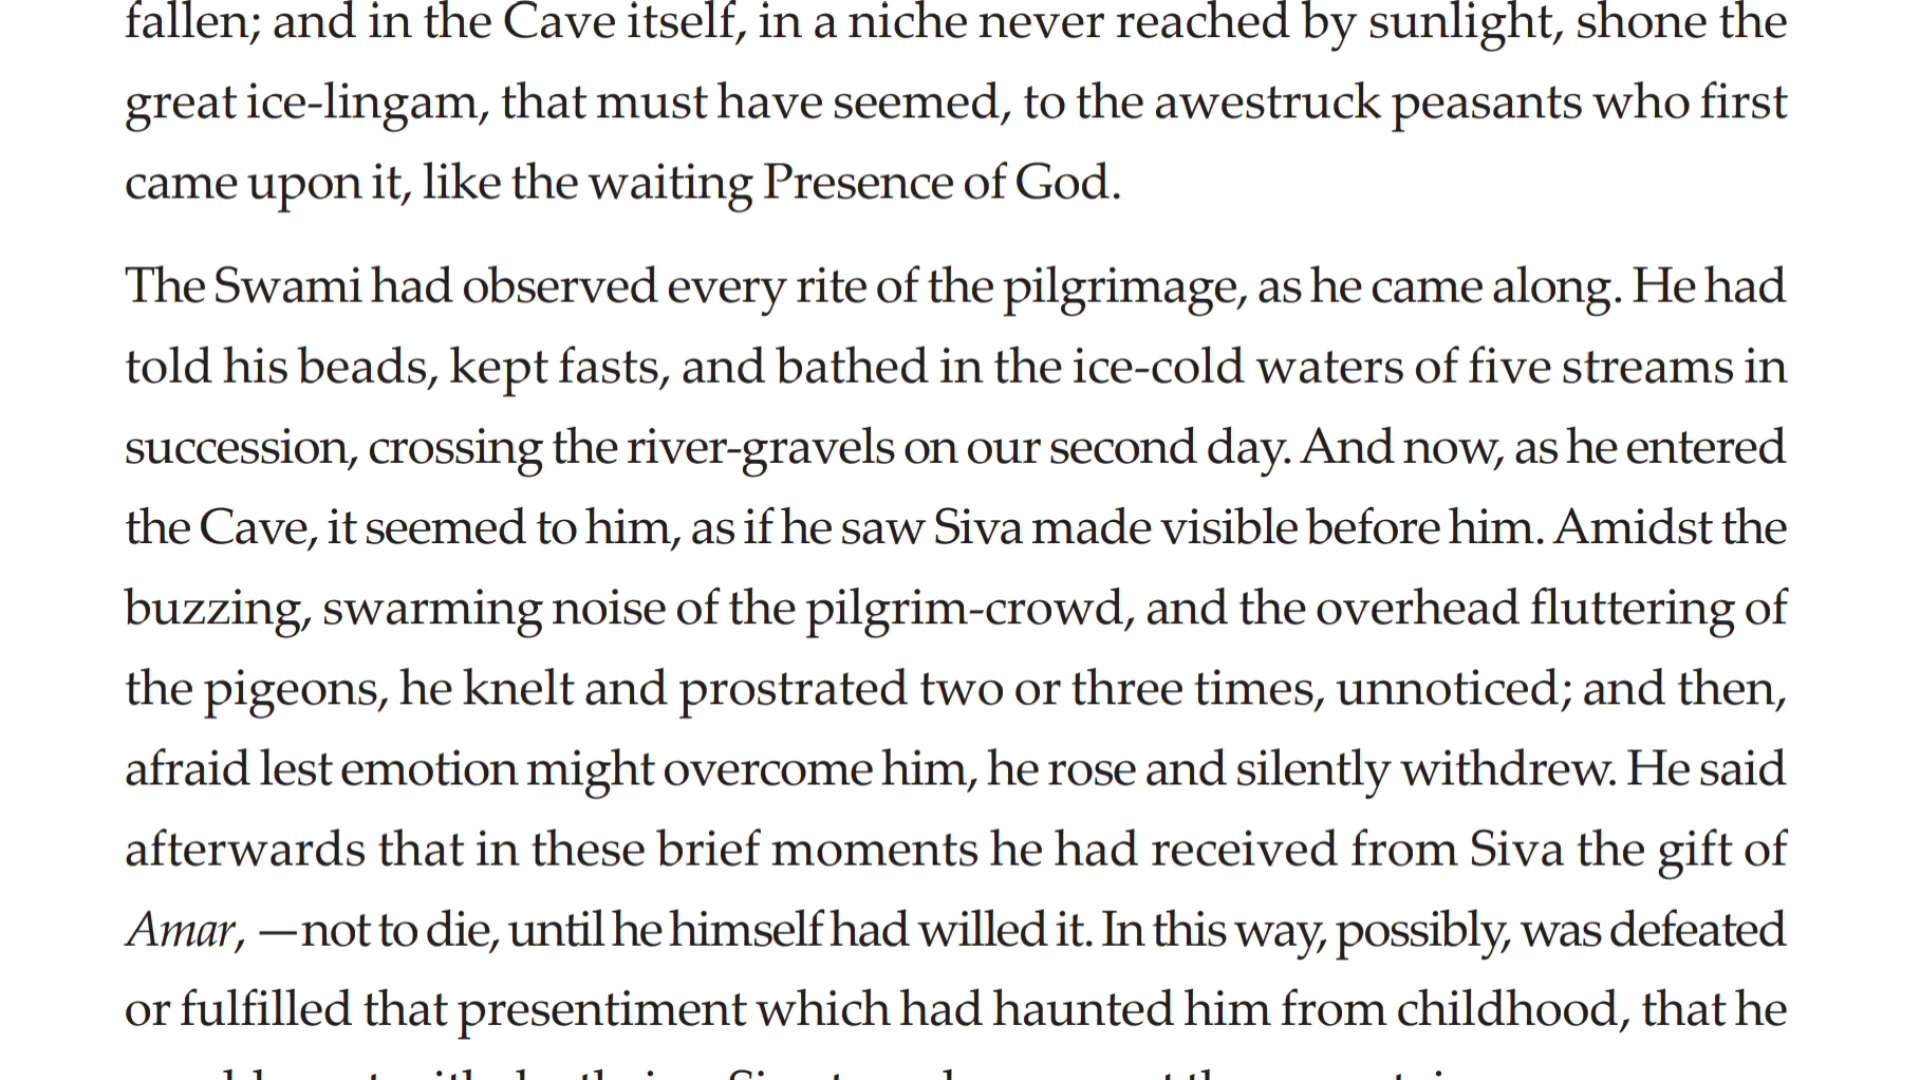 fallen; and in the Cave itself, in a niche never reached by sunlight, shone the
great ice-lingam, that must have seemed, to the awestruck peasants who first
came upon it, like the waiting Presence of God.
The Swami had observed every rite of the pilgrimage, as he came along. He had
told his beads, kept fasts, and bathed in the ice-cold waters of five streams in
succession, crossing the river-gravels on our second day. And now, as he entered
the Cave, it seemed to him, as if he saw Siva made visible before him. Amidst the
buzzing, swarming noise of the pilgrim-crowd, and the overhead fluttering of
the pigeons, he knelt and prostrated two or three times, unnoticed; and then,
afraid lest emotion might overcome him, he rose and silently withdrew. He said
afterwards that in these brief moments he had received from Siva the gift of
Amar, —not to die, until he himself had willed it. In this way, possibly, was defeated
or fulfilled that presentiment which had haunted him from childhood, that he